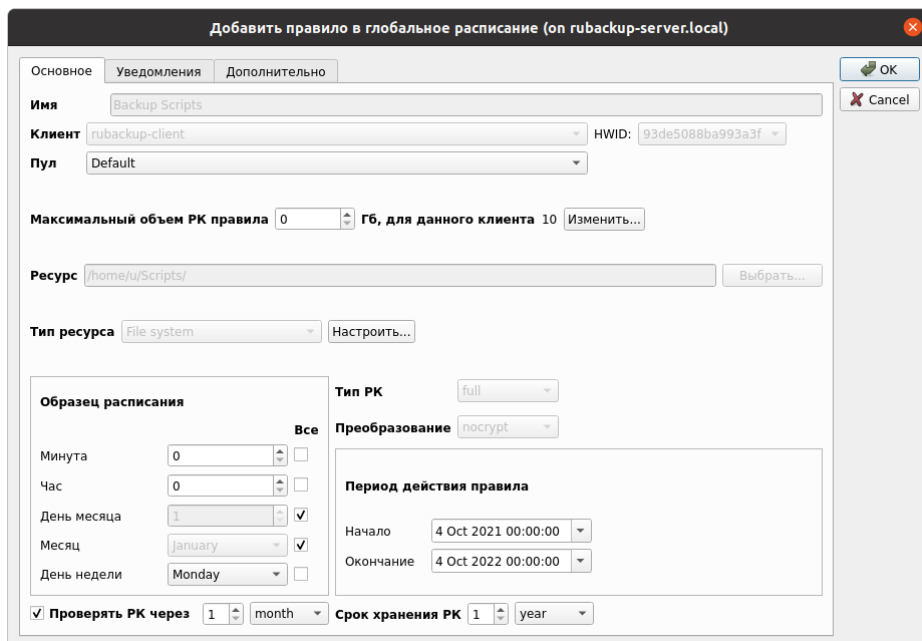 Добавить правило в глобальное расписание (on rubackup-server.local)
Основное Уведомления Дополнительно
OK
Cancel
Имя Backup Scripts
Клиент rubackup-client HWID: 93de5088ba993a3f
Пул Default
Максимальный объем РК правила 0 Гб, для данного клиента 10 Изменить...
Ресурс /home/u/Scripts/ Выбрать...
Тип ресурса File system Настроить...
Образец расписания
Все
Минута 0
Час 0
День месяца 1
Месяц January
День недели Monday
Тип РК full
Преобразование nocrypt
Период действия правила
Начало 4 Oct 2021 00:00:00
Окончание 4 Oct 2022 00:00:00
Проверять РК через 1 month Срок хранения РК 1 year